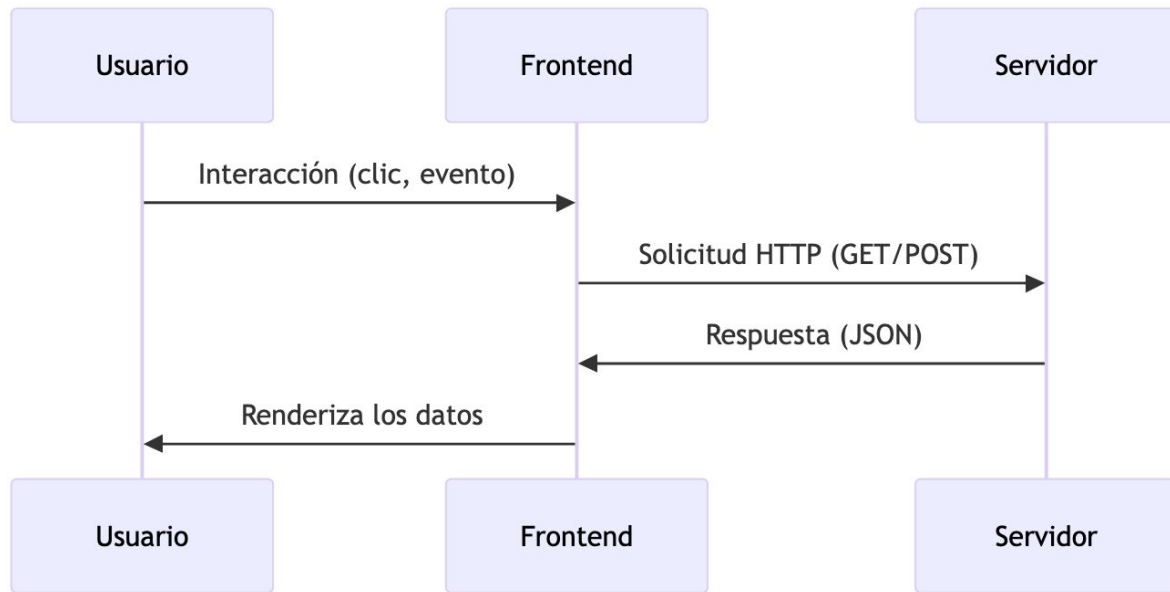 Usuario
Frontend
Servidor
Interacción (clic, evento)
Solicitud HTTP (GET/POST)
Respuesta (JSON)
Renderiza los datos
Usuario
Frontend
Servidor